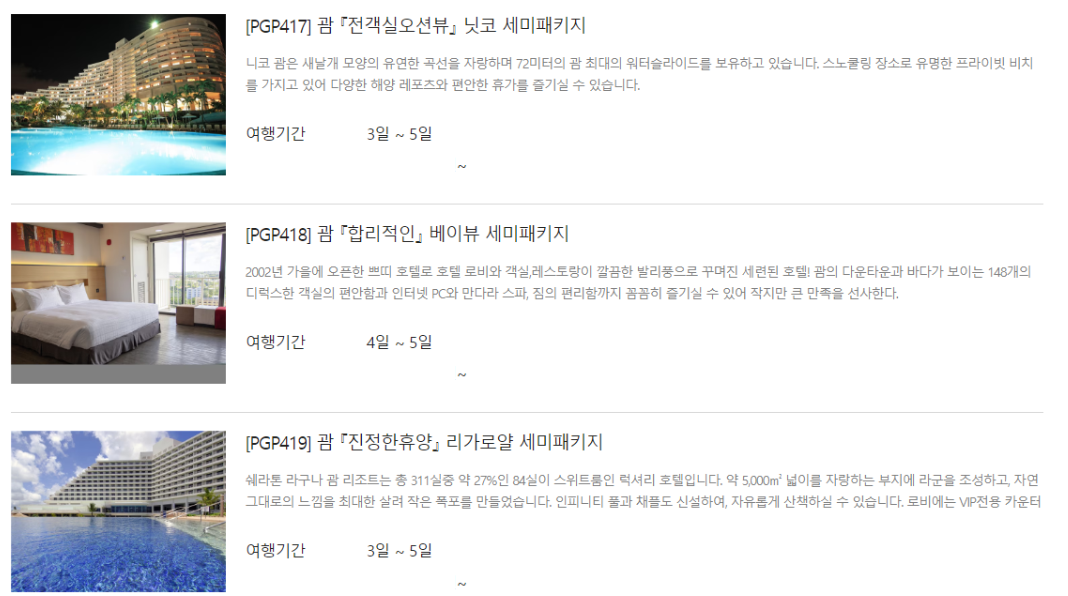 [PGP417] 괌 『전객실오션뷰』 닛코 세미패키지
니코 괌은 새날개 모양의 유연한 곡선을 자랑하며 72미터의 괌 최대의 워터슬라이드를 보유하고 있습니다. 스노쿨링 장소로 유명한 프라이빗 비치
를 가지고 있어 다양한 해양 레포츠와 편안한 휴가를 즐기실 수 있습니다.
여행기간 3일 ~ 5일
~
[PGP418] 괌 『합리적인』 베이뷰 세미패키지
2002년 가을에 오픈한 쁘띠 호텔로 호텔 로비와 객실,레스토랑이 깔끔한 발리풍으로 꾸며진 세련된 호텔! 괌의 다운타운과 바다가 보이는 148개의
디럭스한 객실의 편안함과 인터넷 PC와 만다라 스파, 짐의 편리함까지 꼼꼼히 즐기실 수 있어 작지만 큰 만족을 선사한다.
여행기간 4일 ~ 5일
~
[PGP419] 괌 『진정한휴양』 리가로얄 세미패키지
쉐라톤 라구나 괌 리조트는 총 311실중 약 27%인 84실이 스위트룸인 럭셔리 호텔입니다. 약 5,000㎡ 넓이를 자랑하는 부지에 라군을 조성하고, 자연
그대로의 느낌을 최대한 살려 작은 폭포를 만들었습니다. 인피니티 풀과 채플도 신설하여, 자유롭게 산책하실 수 있습니다. 로비에는 VIP전용 카운터
여행기간 3일 ~ 5일
~